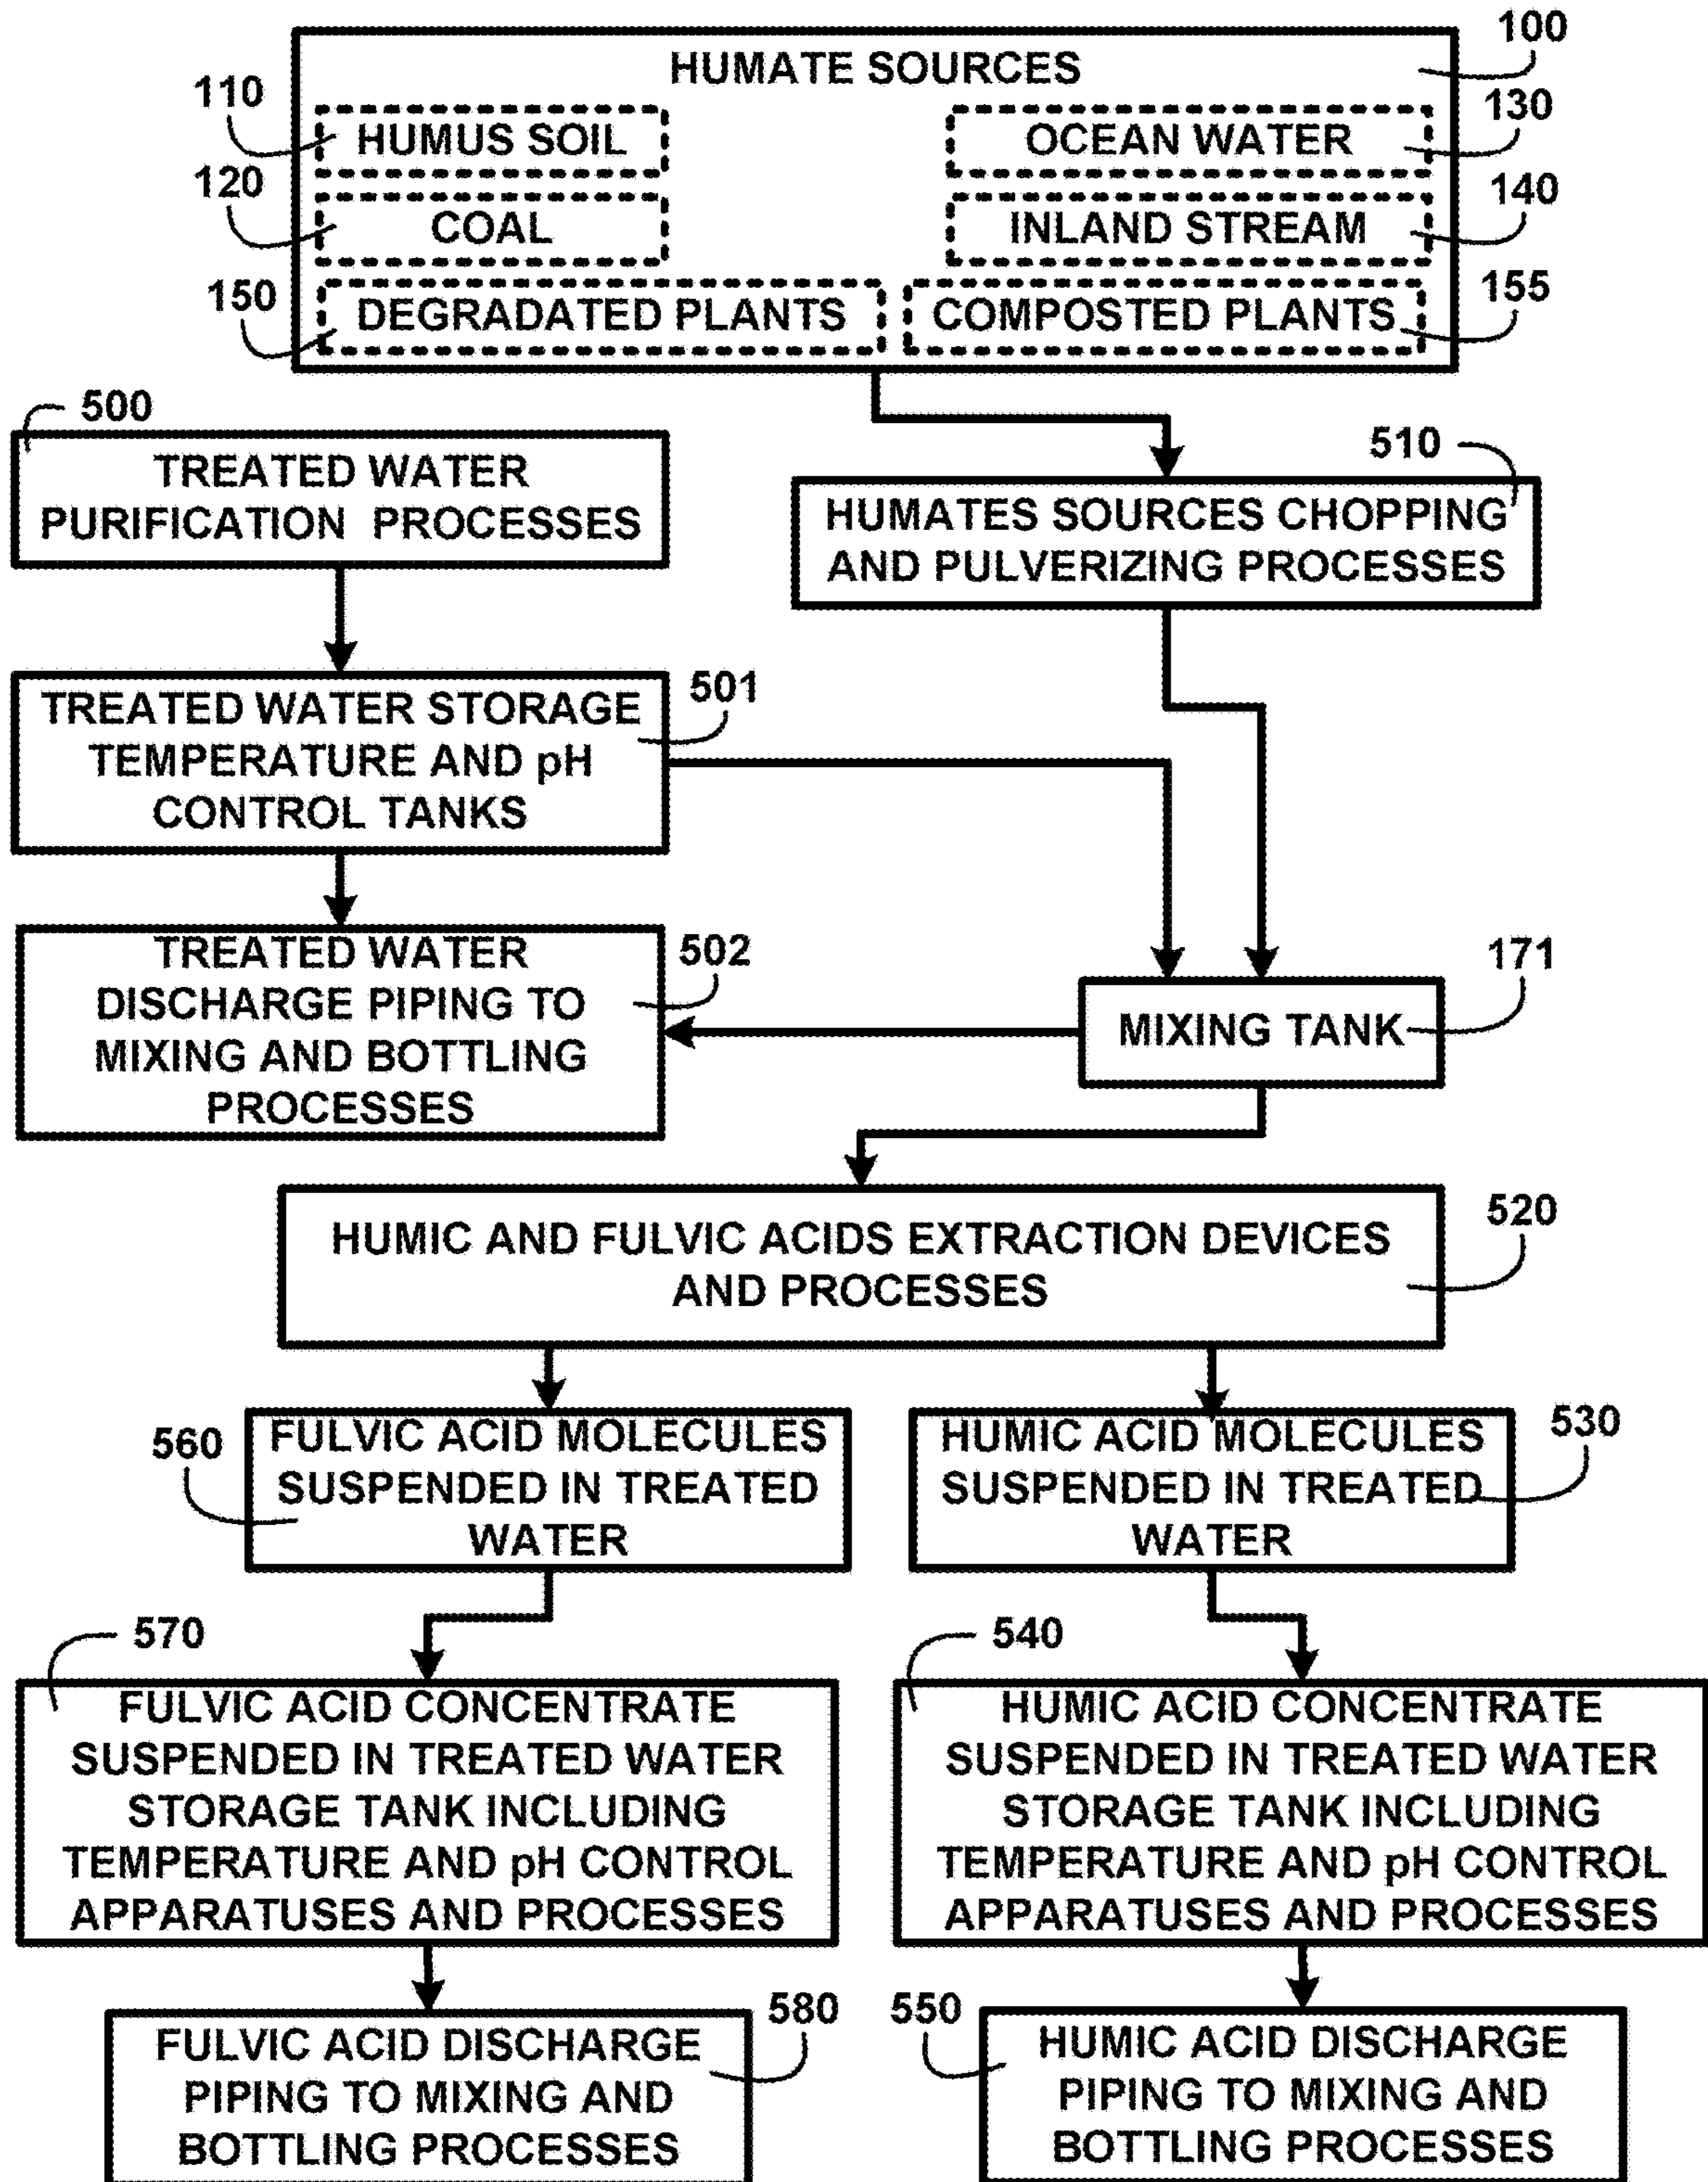 100
HUMATE SOURCES
110
HUMUS SOIL
OCEAN WATER
130
120
COAL
INLAND STREAM
140
150
DEGRADATED PLANTS
COMPOSTED PLANTS
155
500
TREATED WATER
PURIFICATION PROCESSES
510
HUMATES SOURCES CHOPPING
AND PULVERIZING PROCESSES
501
TREATED WATER STORAGE
TEMPERATURE AND pH
CONTROL TANKS
502
TREATED WATER
DISCHARGE PIPING TO
MIXING AND BOTTLING
PROCESSES
171
MIXING TANK
520
HUMIC AND FULVIC ACIDS EXTRACTION DEVICES
AND PROCESSES
560
FULVIC ACID MOLECULES
SUSPENDED IN TREATED
WATER
530
HUMIC ACID MOLECULES
SUSPENDED IN TREATED
WATER
570
FULVIC ACID CONCENTRATE
SUSPENDED IN TREATED WATER
STORAGE TANK INCLUDING
TEMPERATURE AND pH CONTROL
APPARATUSES AND PROCESSES
540
HUMIC ACID CONCENTRATE
SUSPENDED IN TREATED WATER
STORAGE TANK INCLUDING
TEMPERATURE AND pH CONTROL
APPARATUSES AND PROCESSES
580
FULVIC ACID DISCHARGE
PIPING TO MIXING AND
BOTTLING PROCESSES
550
HUMIC ACID DISCHARGE
PIPING TO MIXING AND
BOTTLING PROCESSES